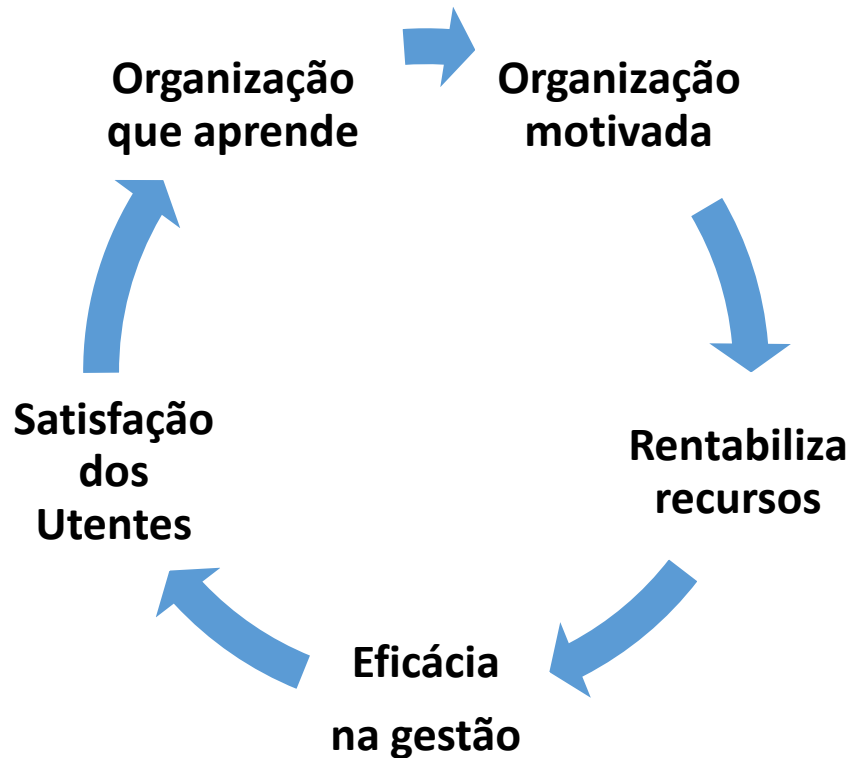 Organização
que aprende
Organização
motivada
Rentabiliza
recursos
Eficácia
na gestão
Satisfação
dos
Utentes